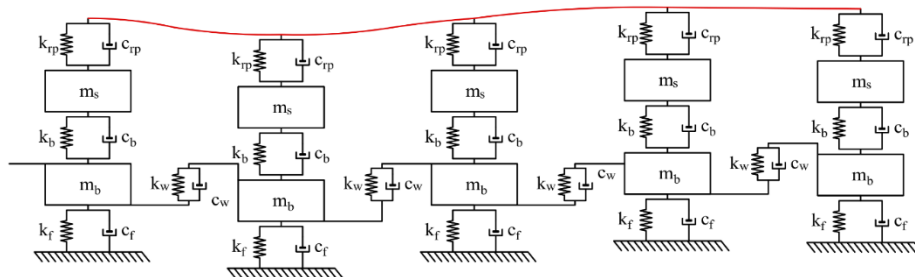 k_rp c_rp k_rp c_rp k_rp c_rp k_rp c_rp k_rp c_rp
m_s m_s m_s m_s m_s
k_b c_b k_b c_b k_b c_b k_b c_b k_b c_b
m_b k_w c_w m_b k_w c_w m_b k_w c_w m_b k_w c_w m_b
k_f c_f k_f c_f k_f c_f k_f c_f k_f c_f